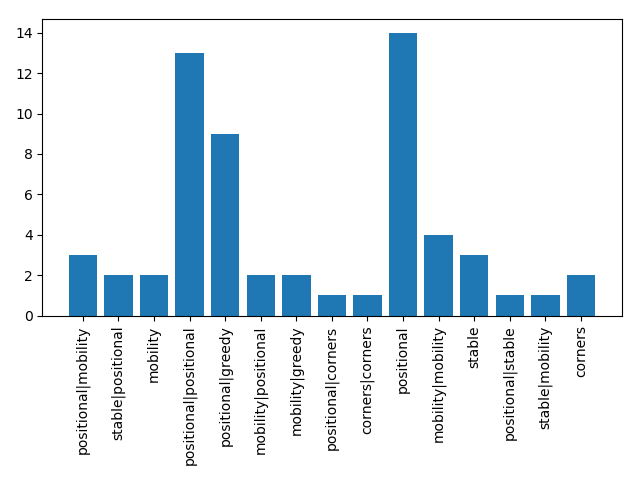 14
12
10
8
6
4
2
0
positional|mobility
stable|positional
mobility
positional|positional
positional|greedy
mobility|positional
mobility|greedy
positional|corners
corners|corners
positional
mobility|mobility
stable
positional|stable
stable|mobility
corners